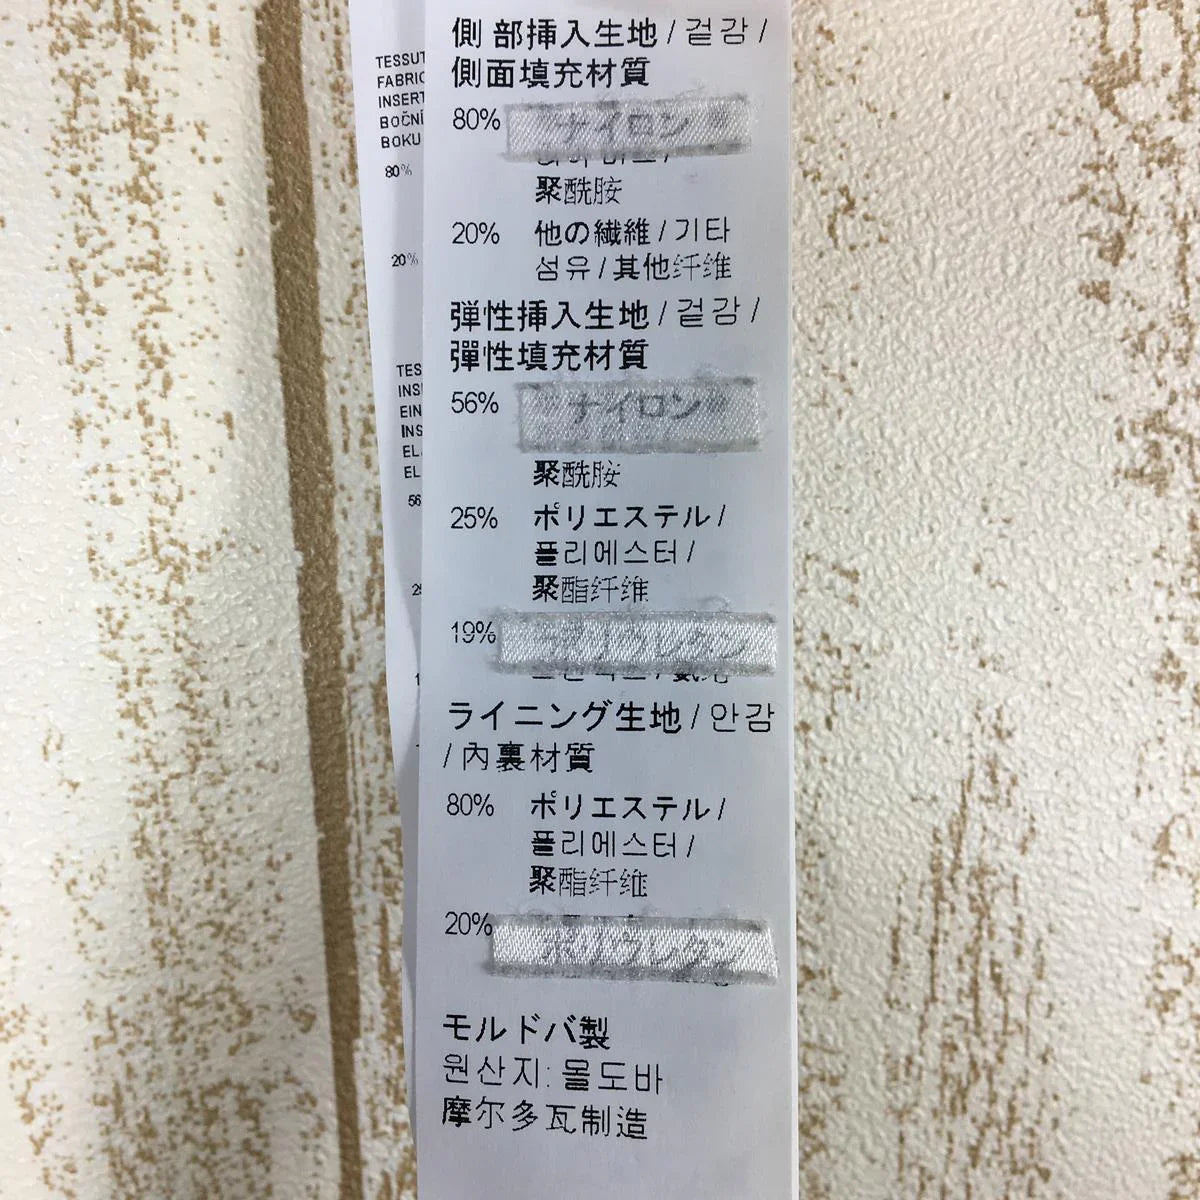 TESSUT
FABRIC
INSERT
BOČNÍ
BOKU
80%
20%
TES
INS
EIN
INS
EL
EL
56
側部挿入生地 / 겉감 /
側面填充材質
80% ナイロン
聚酰胺
20% 他の繊維 / 기타
섬유 / 其他纤维
弾性挿入生地 / 겉감 /
彈性填充材質
56% ナイロン
聚酰胺
25% ポリエステル /
폴리에스터 /
聚酯纤维
19% ポリウレタン
ライニング生地 / 안감
/ 內裏材質
80% ポリエステル /
폴리에스터 /
聚酯纤维
20% ポリウレタン
モルドバ製
원산지: 몰도바
摩尔多瓦制造